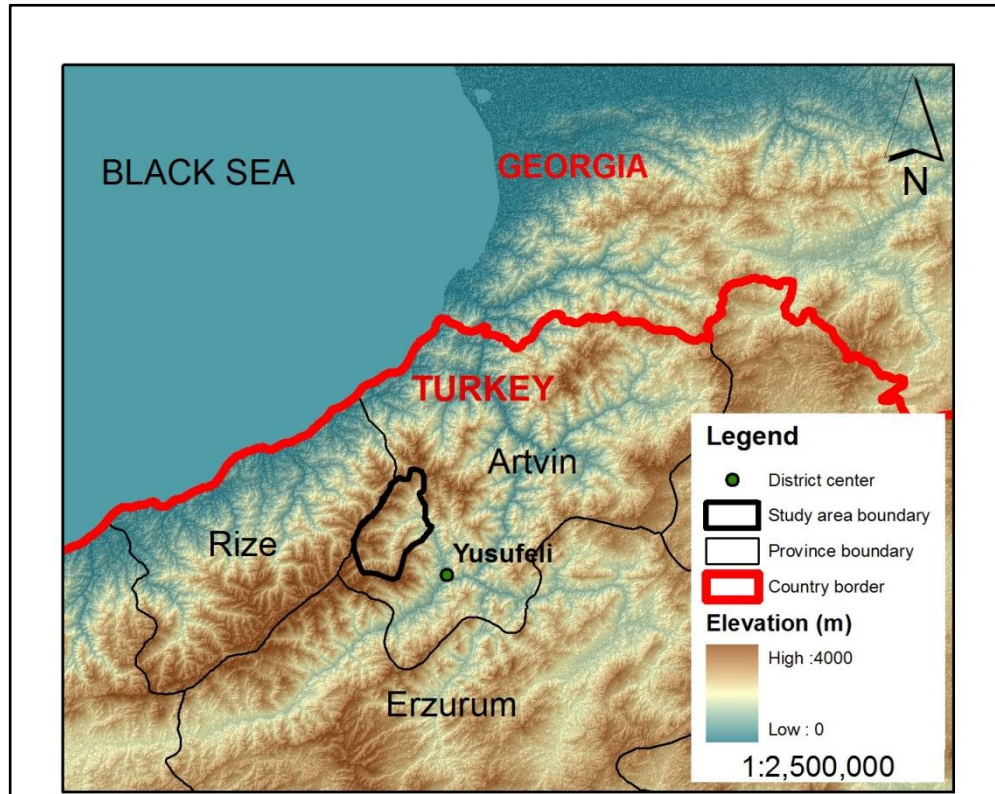 BLACK SEA
GEORGIA
N
TURKEY
Artvin
Rize
Yusufeli
Erzurum
Legend
District center
Study area boundary
Province boundary
Country border
Elevation (m)
High :4000
Low : 0
1:2,500,000